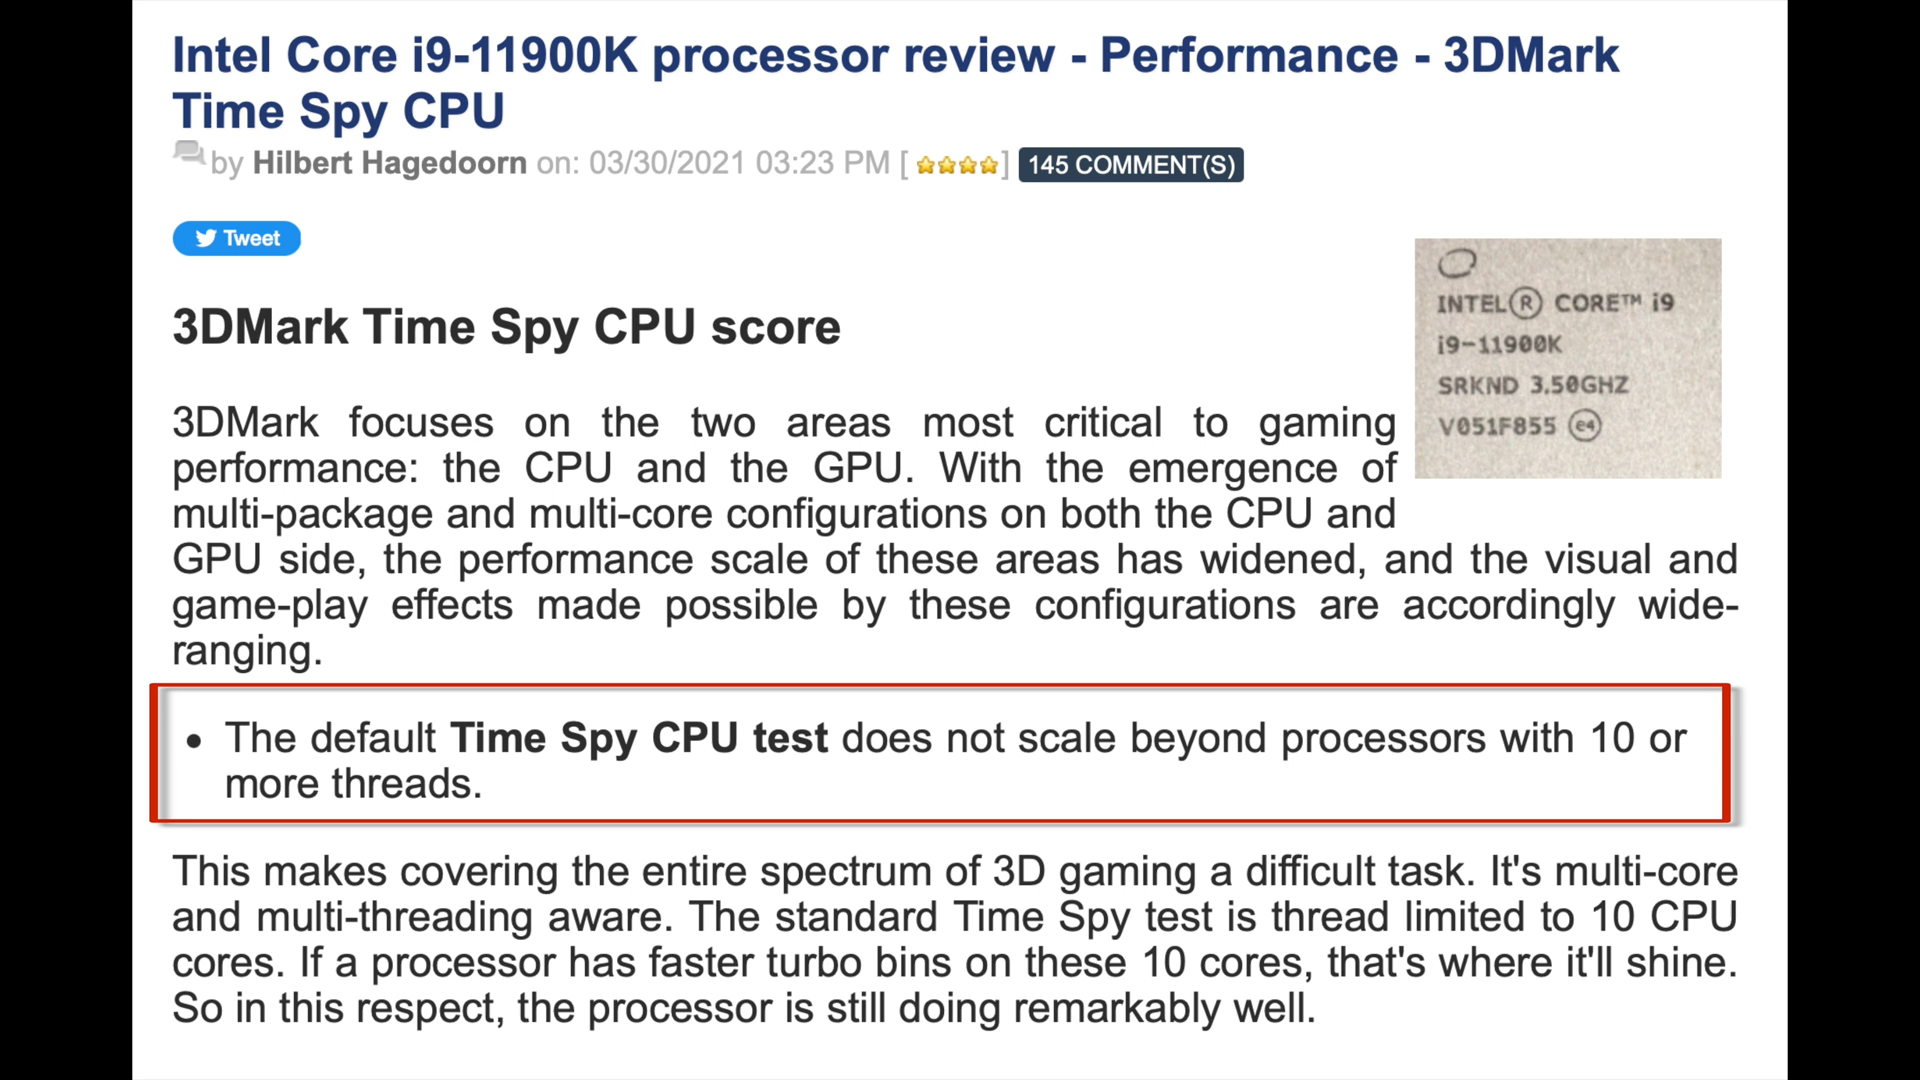 Intel Core i9-11900K processor review - Performance - 3DMark
Time Spy CPU
by Hilbert Hagedoorn on: 03/30/2021 03:23 PM [ ] 145 COMMENT(S)
Tweet
INTEL® CORE™ i9
i9-11900K
SRKND 3.50GHZ
V051F855 e4
3DMark Time Spy CPU score
3DMark focuses on the two areas most critical to gaming
performance: the CPU and the GPU. With the emergence of
multi-package and multi-core configurations on both the CPU and
GPU side, the performance scale of these areas has widened, and the visual and
game-play effects made possible by these configurations are accordingly wide-
ranging.
• The default Time Spy CPU test does not scale beyond processors with 10 or
more threads.
This makes covering the entire spectrum of 3D gaming a difficult task. It's multi-core
and multi-threading aware. The standard Time Spy test is thread limited to 10 CPU
cores. If a processor has faster turbo bins on these 10 cores, that's where it'll shine.
So in this respect, the processor is still doing remarkably well.